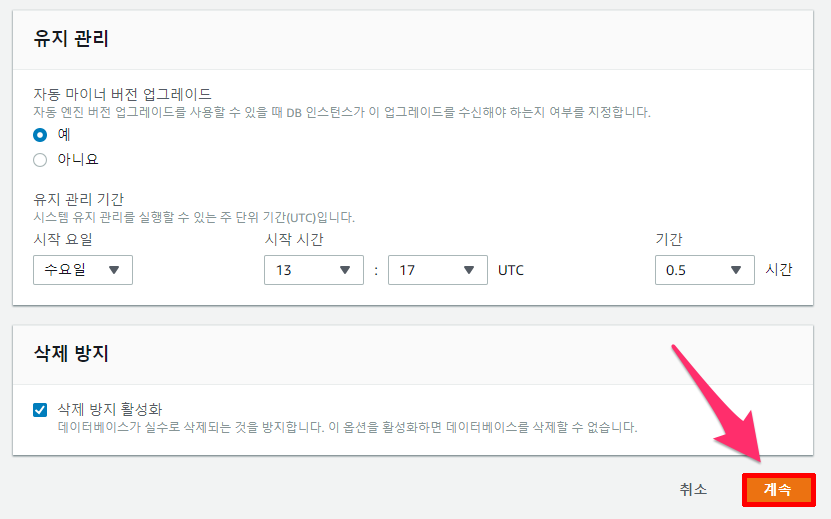 유지 관리
자동 마이너 버전 업그레이드
자동 엔진 버전 업그레이드를 사용할 수 있을 때 DB 인스턴스가 이 업그레이드를 수신해야 하는지 여부를 지정합니다.
예
아니요
유지 관리 기간
시스템 유지 관리를 실행할 수 있는 주 단위 기간(UTC)입니다.
시작 요일 시작 시간 기간
수요일 13 : 17 UTC 0.5 시간
삭제 방지
삭제 방지 활성화
데이터베이스가 실수로 삭제되는 것을 방지합니다. 이 옵션을 활성화하면 데이터베이스를 삭제할 수 없습니다.
취소 계속